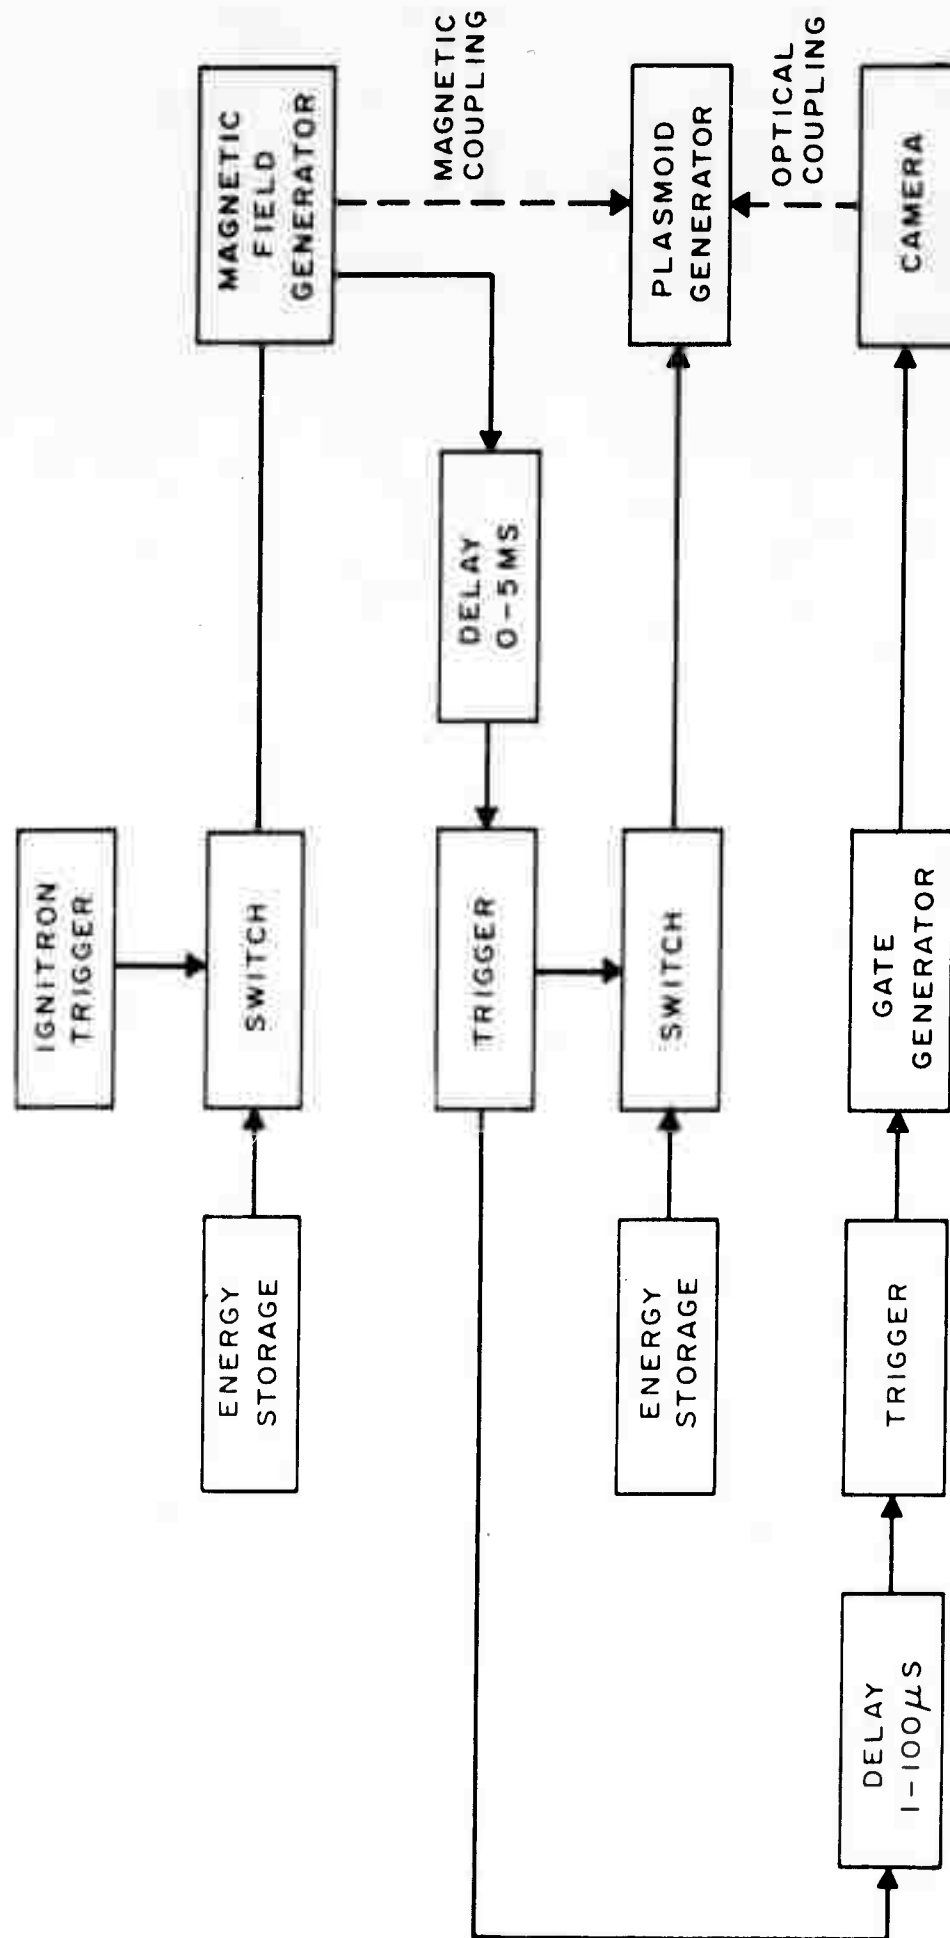 IGNITRON
TRIGGER
ENERGY
STORAGE
SWITCH
MAGNETIC
FIELD
GENERATOR
MAGNETIC
COUPLING
TRIGGER
DELAY
0-5MS
ENERGY
STORAGE
SWITCH
PLASMOID
GENERATOR
OPTICAL
COUPLING
DELAY
1-100μS
TRIGGER
GATE
GENERATOR
CAMERA